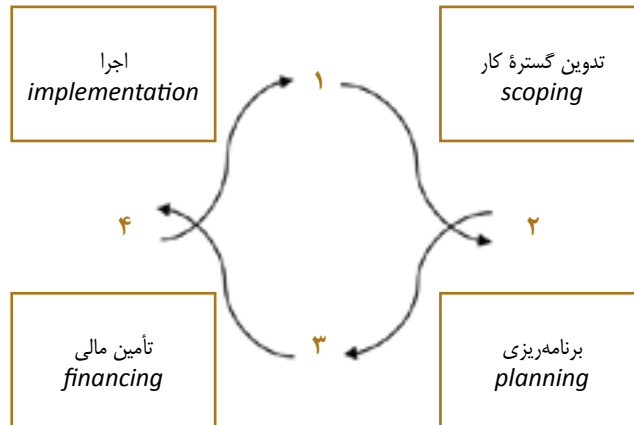 اجرا
implementation
۱
تدوین گسترهٔ کار
scoping
۴
۲
تأمین مالی
financing
۳
برنامه‌ریزی
planning